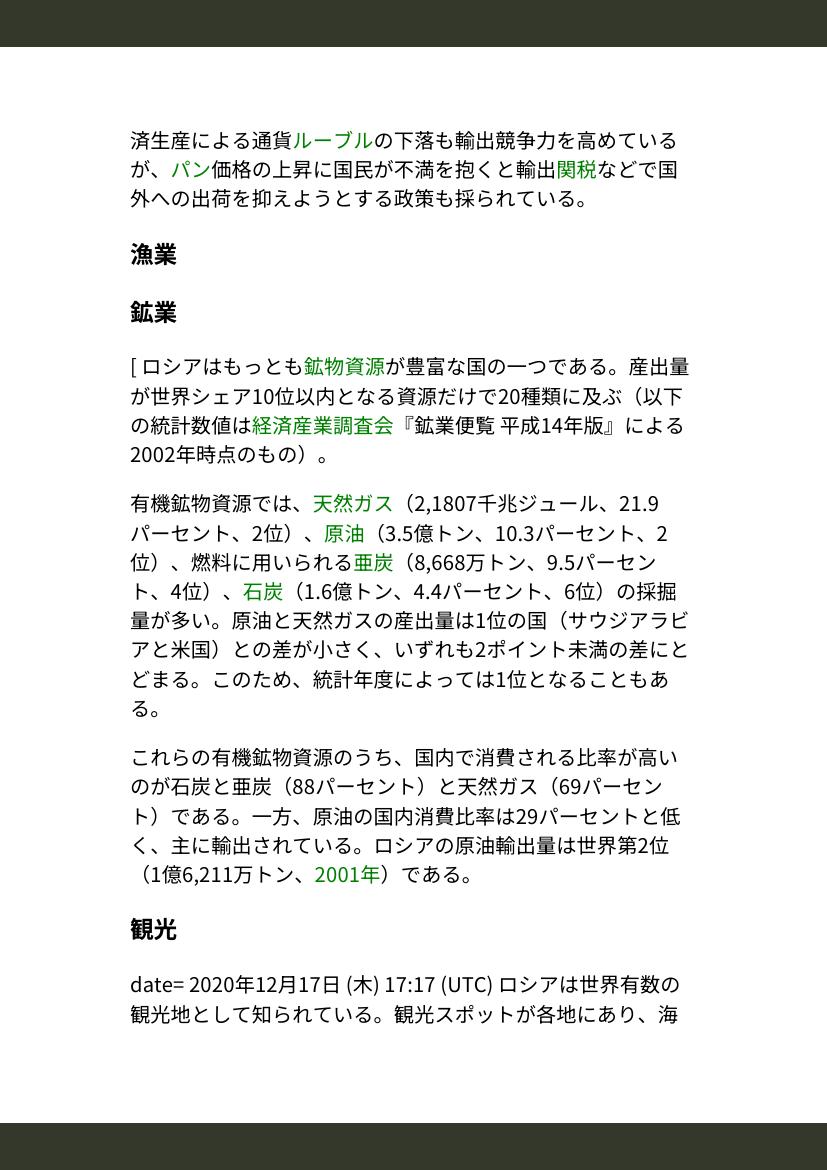 済生産による通貨ルーブルの下落も輸出競争力を高めている
が、パン価格の上昇に国民が不満を抱くと輸出関税などで国
外への出荷を抑えようとする政策も採られている。
漁業
鉱業
[ ロシアはもっとも鉱物資源が豊富な国の一つである。産出量
が世界シェア10位以内となる資源だけで20種類に及ぶ（以下
の統計数値は経済産業調査会『鉱業便覧 平成14年版』による
2002年時点のもの）。
有機鉱物資源では、天然ガス（2,1807千兆ジュール、21.9
パーセント、2位）、原油（3.5億トン、10.3パーセント、2
位）、燃料に用いられる亜炭（8,668万トン、9.5パーセン
ト、4位）、石炭（1.6億トン、4.4パーセント、6位）の採掘
量が多い。原油と天然ガスの産出量は1位の国（サウジアラビ
アと米国）との差が小さく、いずれも2ポイント未満の差にと
どまる。このため、統計年度によっては1位となることもあ
る。
これらの有機鉱物資源のうち、国内で消費される比率が高い
のが石炭と亜炭（88パーセント）と天然ガス（69パーセン
ト）である。一方、原油の国内消費比率は29パーセントと低
く、主に輸出されている。ロシアの原油輸出量は世界第2位
（1億6,211万トン、2001年）である。
観光
date= 2020年12月17日 (木) 17:17 (UTC) ロシアは世界有数の
観光地として知られている。観光スポットが各地にあり、海